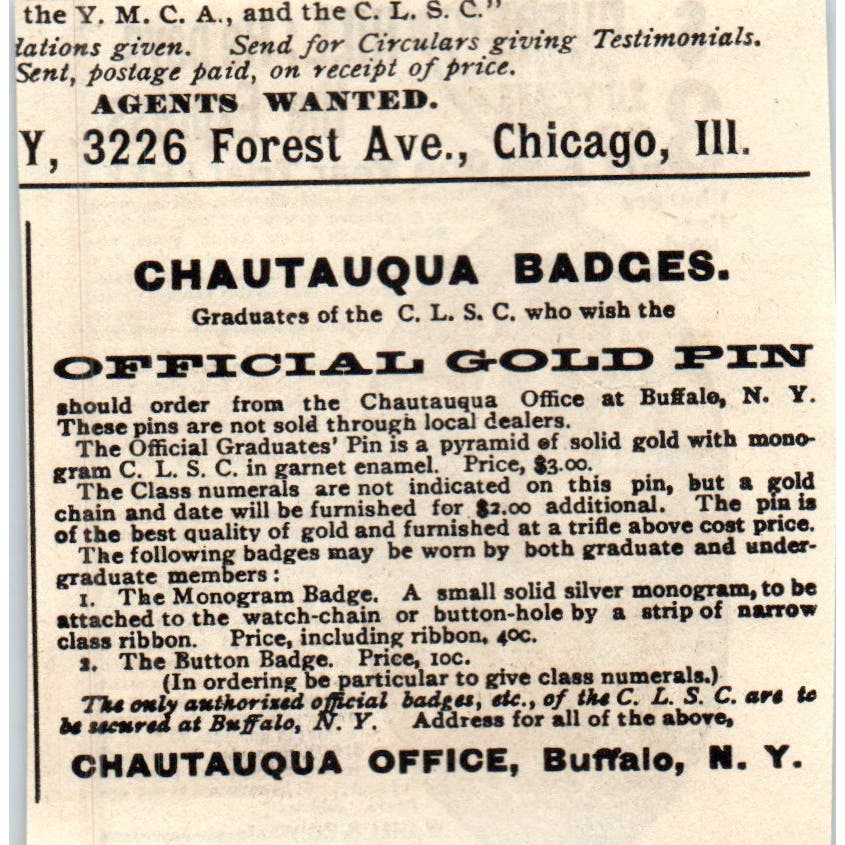 the Y. M. C. A., and the C. L. S. C."
lations given. Send for Circulars giving Testimonials.
Sent, postage paid, on receipt of price.
AGENTS WANTED.
Y, 3226 Forest Ave., Chicago, Ill.
CHAUTAUQUA BADGES.
Graduates of the C. L. S. C. who wish the
OFFICIAL GOLD PIN
should order from the Chautauqua Office at Buffalo, N. Y.
These pins are not sold through local dealers.
The Official Graduates' Pin is a pyramid of solid gold with mono-
gram C. L. S. C. in garnet enamel. Price, $3.00.
The Class numerals are not indicated on this pin, but a gold
chain and date will be furnished for $2.00 additional. The pin is
of the best quality of gold and furnished at a trifle above cost price.
The following badges may be worn by both graduate and under-
graduate members:
1. The Monogram Badge. A small solid silver monogram, to be
attached to the watch-chain or button-hole by a strip of narrow
class ribbon. Price, including ribbon, 40c.
2. The Button Badge. Price, 10c.
(In ordering be particular to give class numerals.)
The only authorized official badges, etc., of the C. L. S. C. are to
be secured at Buffalo, N. Y. Address for all of the above,
CHAUTAUQUA OFFICE, Buffalo, N. Y.